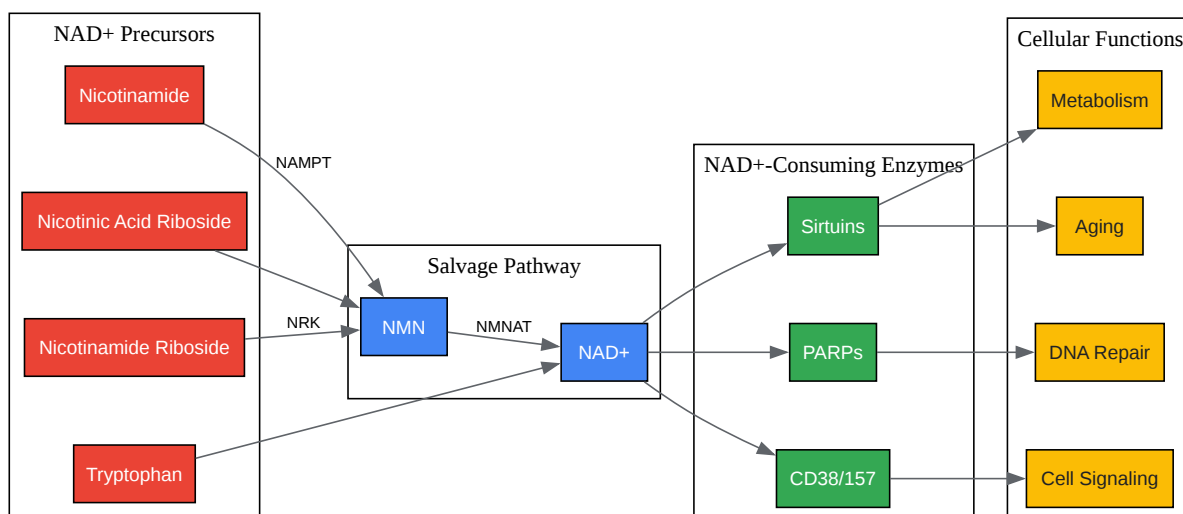 NAD+ Precursors
Nicotinamide
Nicotinic Acid Riboside
Nicotinamide Riboside
Tryptophan
NAMPT
NRK
Salvage Pathway
NMN
NMNAT
NAD+
NAD+-Consuming Enzymes
Sirtuins
PARPs
CD38/157
Cellular Functions
Metabolism
Aging
DNA Repair
Cell Signaling